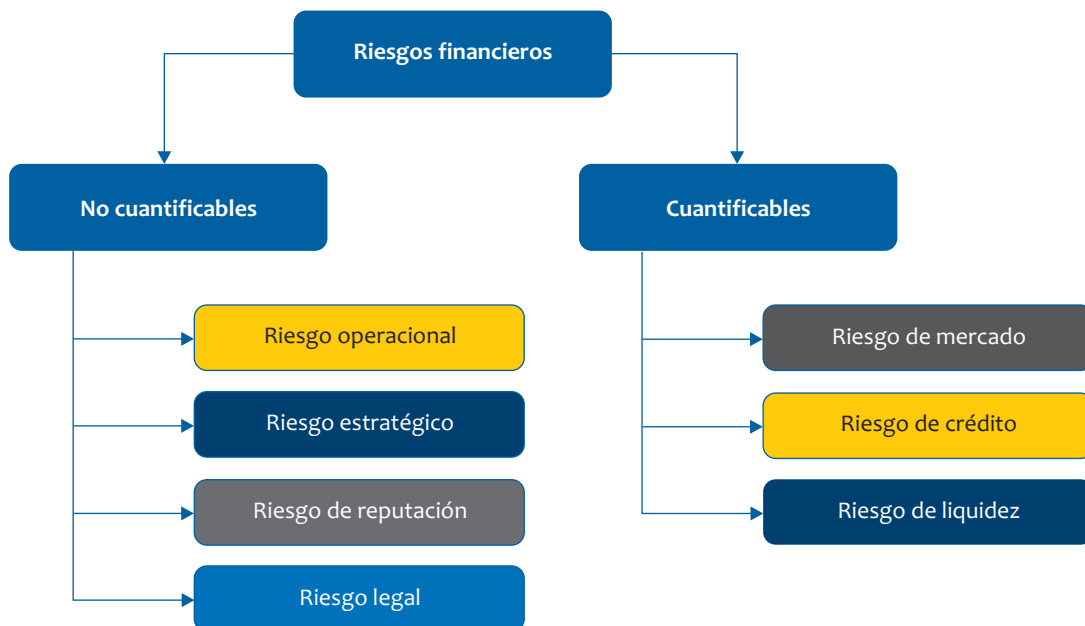 Riesgos financieros
No cuantificables
Riesgo operacional
Riesgo estratégico
Riesgo de reputación
Riesgo legal
Cuantificables
Riesgo de mercado
Riesgo de crédito
Riesgo de liquidez